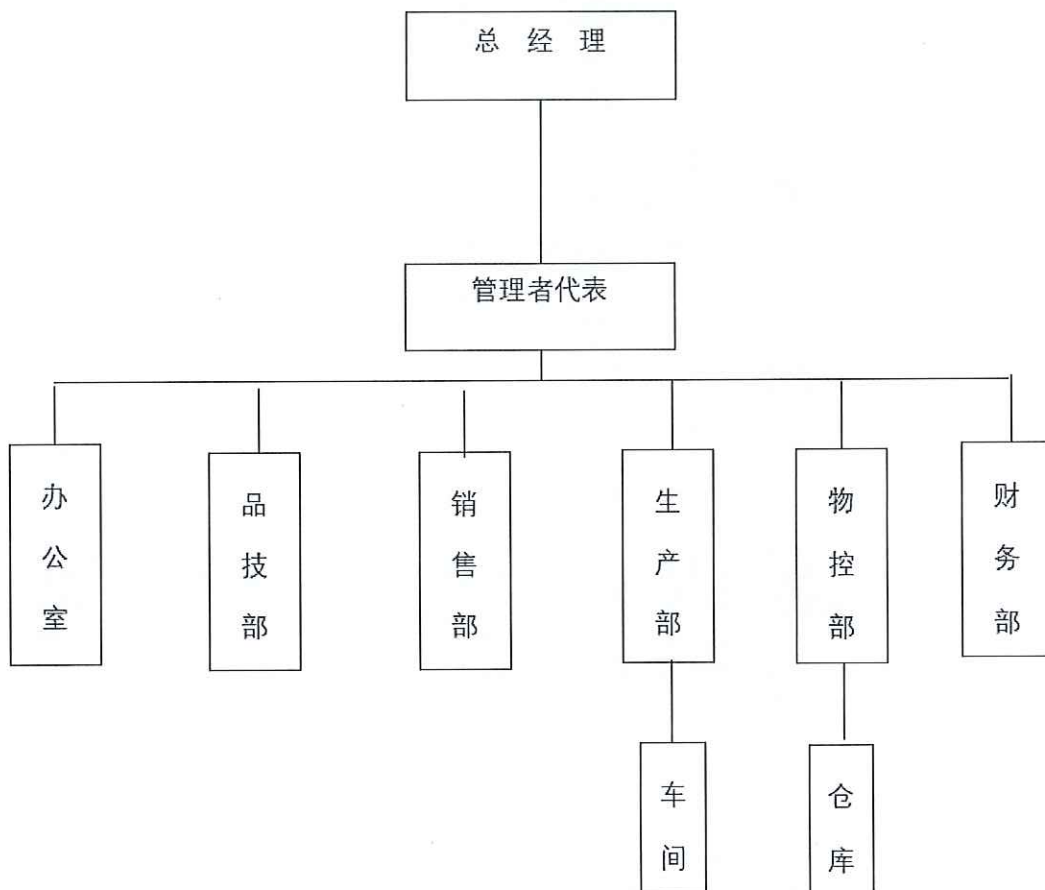 总 经 理
管理者代表
办公室
品技部
销售部
生产部
物控部
财务部
车间
仓库